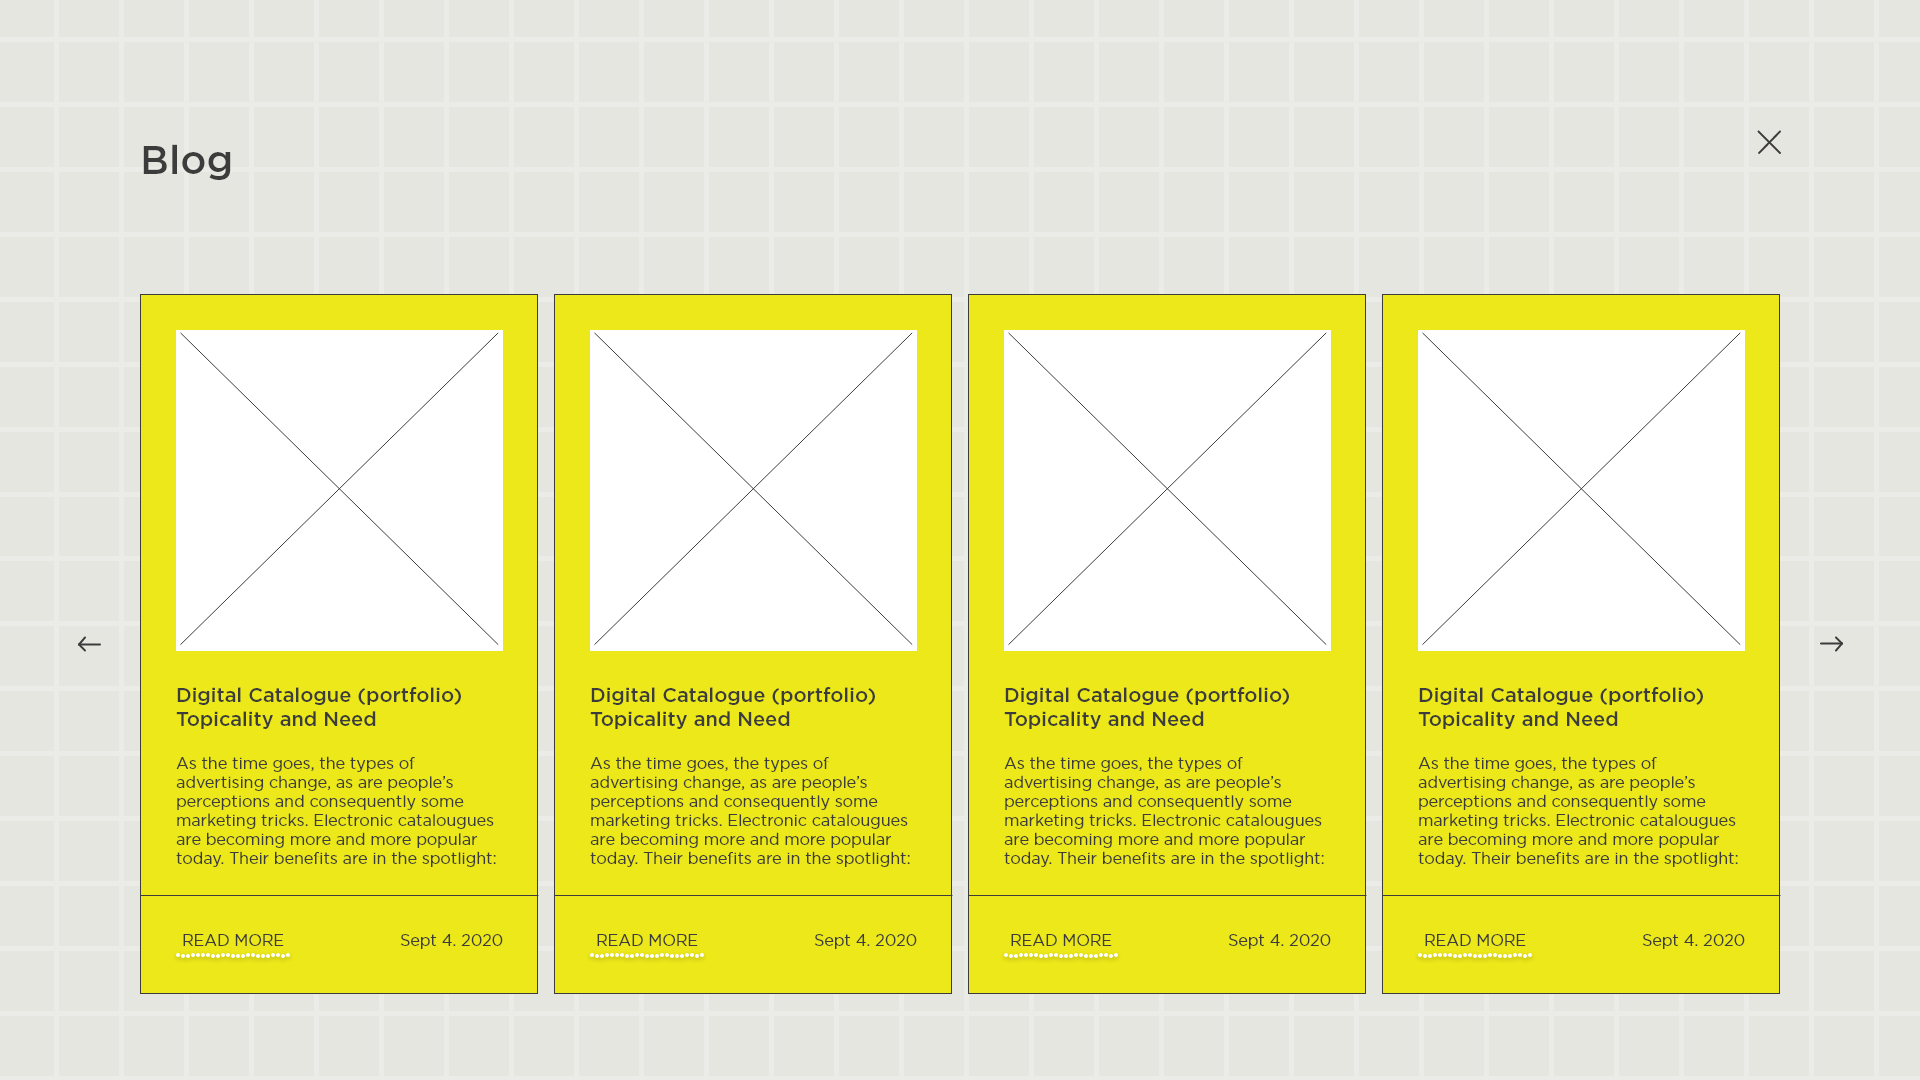 Blog
Digital Catalogue (portfolio)
Topicality and Need
As the time goes, the types of
advertising change, as are people’s
perceptions and consequently some
marketing tricks. Electronic catalougues
are becoming more and more popular
today. Their benefits are in the spotlight:
READ MORE
Sept 4. 2020
Digital Catalogue (portfolio)
Topicality and Need
As the time goes, the types of
advertising change, as are people’s
perceptions and consequently some
marketing tricks. Electronic catalougues
are becoming more and more popular
today. Their benefits are in the spotlight:
READ MORE
Sept 4. 2020
Digital Catalogue (portfolio)
Topicality and Need
As the time goes, the types of
advertising change, as are people’s
perceptions and consequently some
marketing tricks. Electronic catalougues
are becoming more and more popular
today. Their benefits are in the spotlight:
READ MORE
Sept 4. 2020
Digital Catalogue (portfolio)
Topicality and Need
As the time goes, the types of
advertising change, as are people’s
perceptions and consequently some
marketing tricks. Electronic catalougues
are becoming more and more popular
today. Their benefits are in the spotlight:
READ MORE
Sept 4. 2020